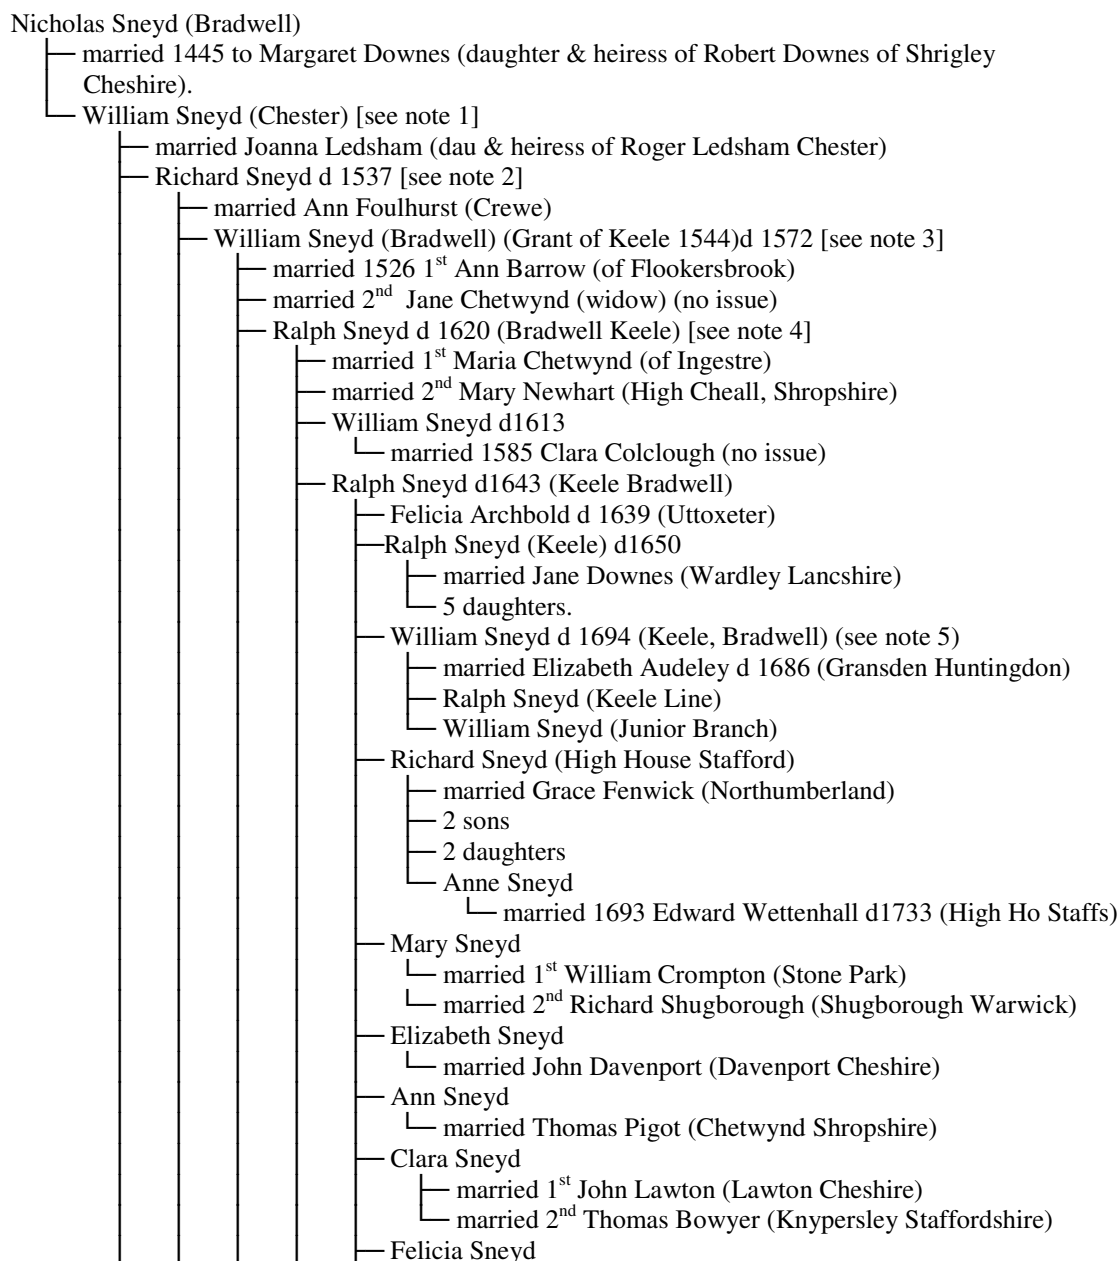 Nicholas Sneyd (Bradwell)
married 1445 to Margaret Downes (daughter & heiress of Robert Downes of Shrigley
Cheshire).
William Sneyd (Chester) [see note 1]
married Joanna Ledsham (dau & heiress of Roger Ledsham Chester)
Richard Sneyd d 1537 [see note 2]
married Ann Foulhurst (Crewe)
William Sneyd (Bradwell) (Grant of Keele 1544)d 1572 [see note 3]
married 1526 1st Ann Barrow (of Flookersbrook)
married 2nd Jane Chetwynd (widow) (no issue)
Ralph Sneyd d 1620 (Bradwell Keele) [see note 4]
married 1st Maria Chetwynd (of Ingestre)
married 2nd Mary Newhart (High Cheall, Shropshire)
William Sneyd d1613
married 1585 Clara Colclough (no issue)
Ralph Sneyd d1643 (Keele Bradwell)
Felicia Archbold d 1639 (Uttoxeter)
Ralph Sneyd (Keele) d1650
married Jane Downes (Wardley Lancshire)
5 daughters.
William Sneyd d 1694 (Keele, Bradwell) (see note 5)
married Elizabeth Audeley d 1686 (Gransden Huntingdon)
Ralph Sneyd (Keele Line)
William Sneyd (Junior Branch)
Richard Sneyd (High House Stafford)
married Grace Fenwick (Northumberland)
2 sons
2 daughters
Anne Sneyd
married 1693 Edward Wettenhall d1733 (High Ho Staffs)
Mary Sneyd
married 1st William Crompton (Stone Park)
married 2nd Richard Shugborough (Shugborough Warwick)
Elizabeth Sneyd
married John Davenport (Davenport Cheshire)
Ann Sneyd
married Thomas Pigot (Chetwynd Shropshire)
Clara Sneyd
married 1st John Lawton (Lawton Cheshire)
married 2nd Thomas Bowyer (Knypersley Staffordshire)
Felicia Sneyd